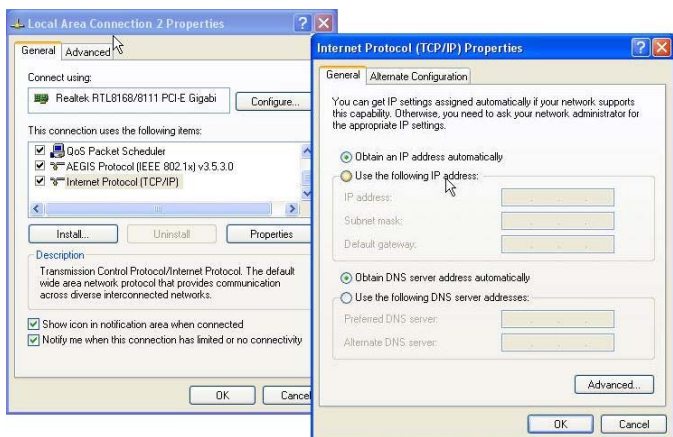 Local Area Connection 2 Properties
General Advanced
Connect using:
Realtek RTL8168/8111 PCI-E Gigabi
Configure...
This connection uses the following items:
QoS Packet Scheduler
AEGIS Protocol (IEEE 802.1x) v3.5.3.0
Internet Protocol (TCP/IP)
Install... Uninstall Properties
Description
Transmission Control Protocol/Internet Protocol. The default
wide area network protocol that provides communication
across diverse interconnected networks.
Show icon in notification area when connected
Notify me when this connection has limited or no connectivity
OK Cancel
Internet Protocol (TCP/IP) Properties
General Alternate Configuration
You can get IP settings assigned automatically if your network supports
this capability. Otherwise, you need to ask your network administrator for
the appropriate IP settings.
Obtain an IP address automatically
Use the following IP address:
IP address:
Subnet mask:
Default gateway:
Obtain DNS server address automatically
Use the following DNS server addresses:
Preferred DNS server:
Alternate DNS server:
Advanced...
OK Cancel